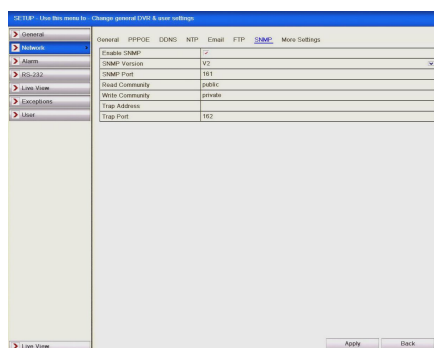 SETUP - Use this menu to - Change general DVR & user settings
General
Network
Alarm
RS-232
Live View
Exceptions
User
General PPPOE DDNS NTP Email FTP SNMP More Settings
Enable SNMP
SNMP Version V2
SNMP Port 161
Read Community public
Write Community private
Trap Address
Trap Port 162
Live View
Apply Back